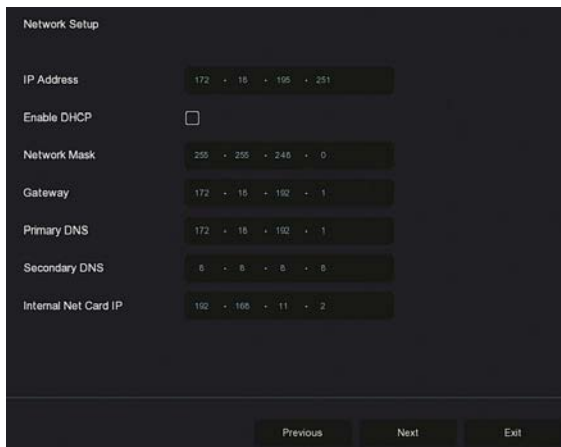 Network Setup
IP Address 172 . 16 . 195 . 251
Enable DHCP
Network Mask 255 . 255 . 248 . 0
Gateway 172 . 16 . 192 . 1
Primary DNS 172 . 16 . 192 . 1
Secondary DNS 8 . 8 . 8 . 8
Internal Net Card IP 192 . 168 . 11 . 2
Previous Next Exit